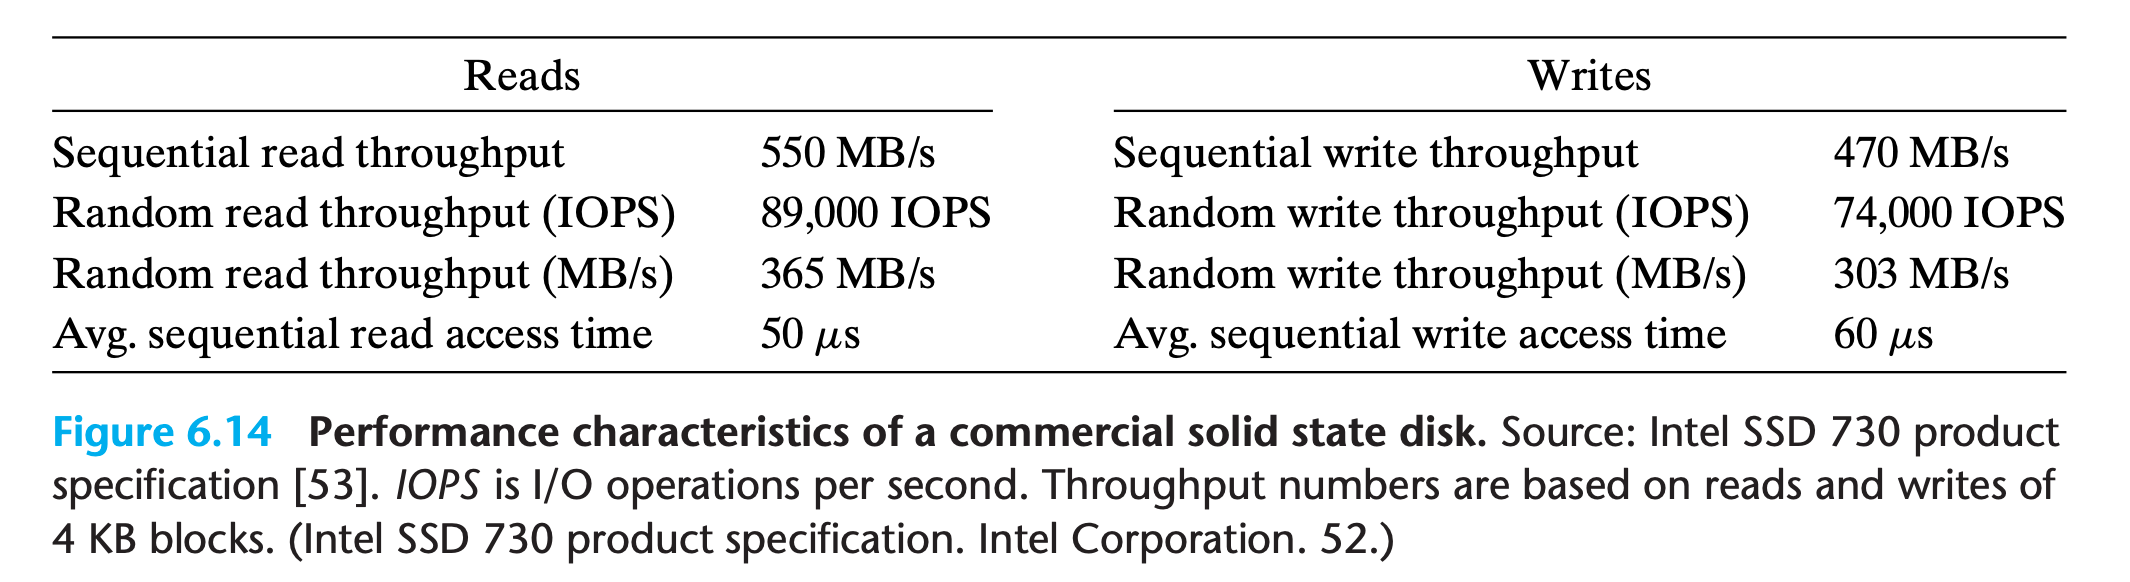 Reads Writes
Sequential read throughput 550 MB/s Sequential write throughput 470 MB/s
Random read throughput (IOPS) 89,000 IOPS Random write throughput (IOPS) 74,000 IOPS
Random read throughput (MB/s) 365 MB/s Random write throughput (MB/s) 303 MB/s
Avg. sequential read access time 50 μs Avg. sequential write access time 60 μs
Figure 6.14 Performance characteristics of a commercial solid state disk. Source: Intel SSD 730 product
specification [53]. IOPS is I/O operations per second. Throughput numbers are based on reads and writes of
4 KB blocks. (Intel SSD 730 product specification. Intel Corporation. 52.)